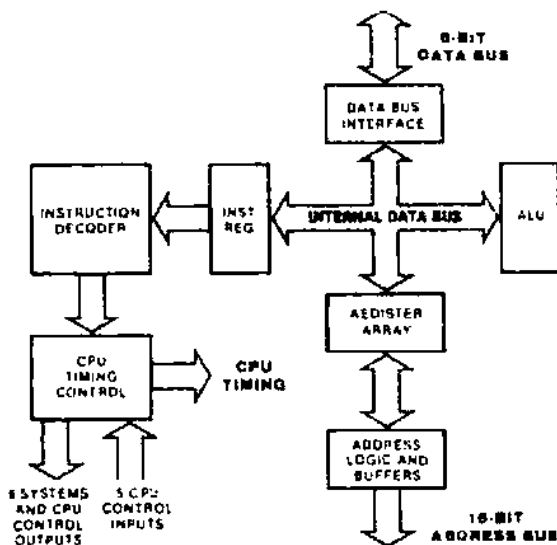 8-BIT
DATA BUS
DATA BUS
INTERFACE
INSTRUCTION
DECODER
INST
REG
INTERNAL DATA BUS
ALU
AEDISTER
ARRAY
CPU
TIMING
CONTROL
CPU
TIMING
ADDRESS
LOGIC AND
BUFFERS
SYSTEMS
AND CPU
CONTROL
OUTPUTS
5 CPU
CONTROL
INPUTS
16-BIT
ADDRESS BUS